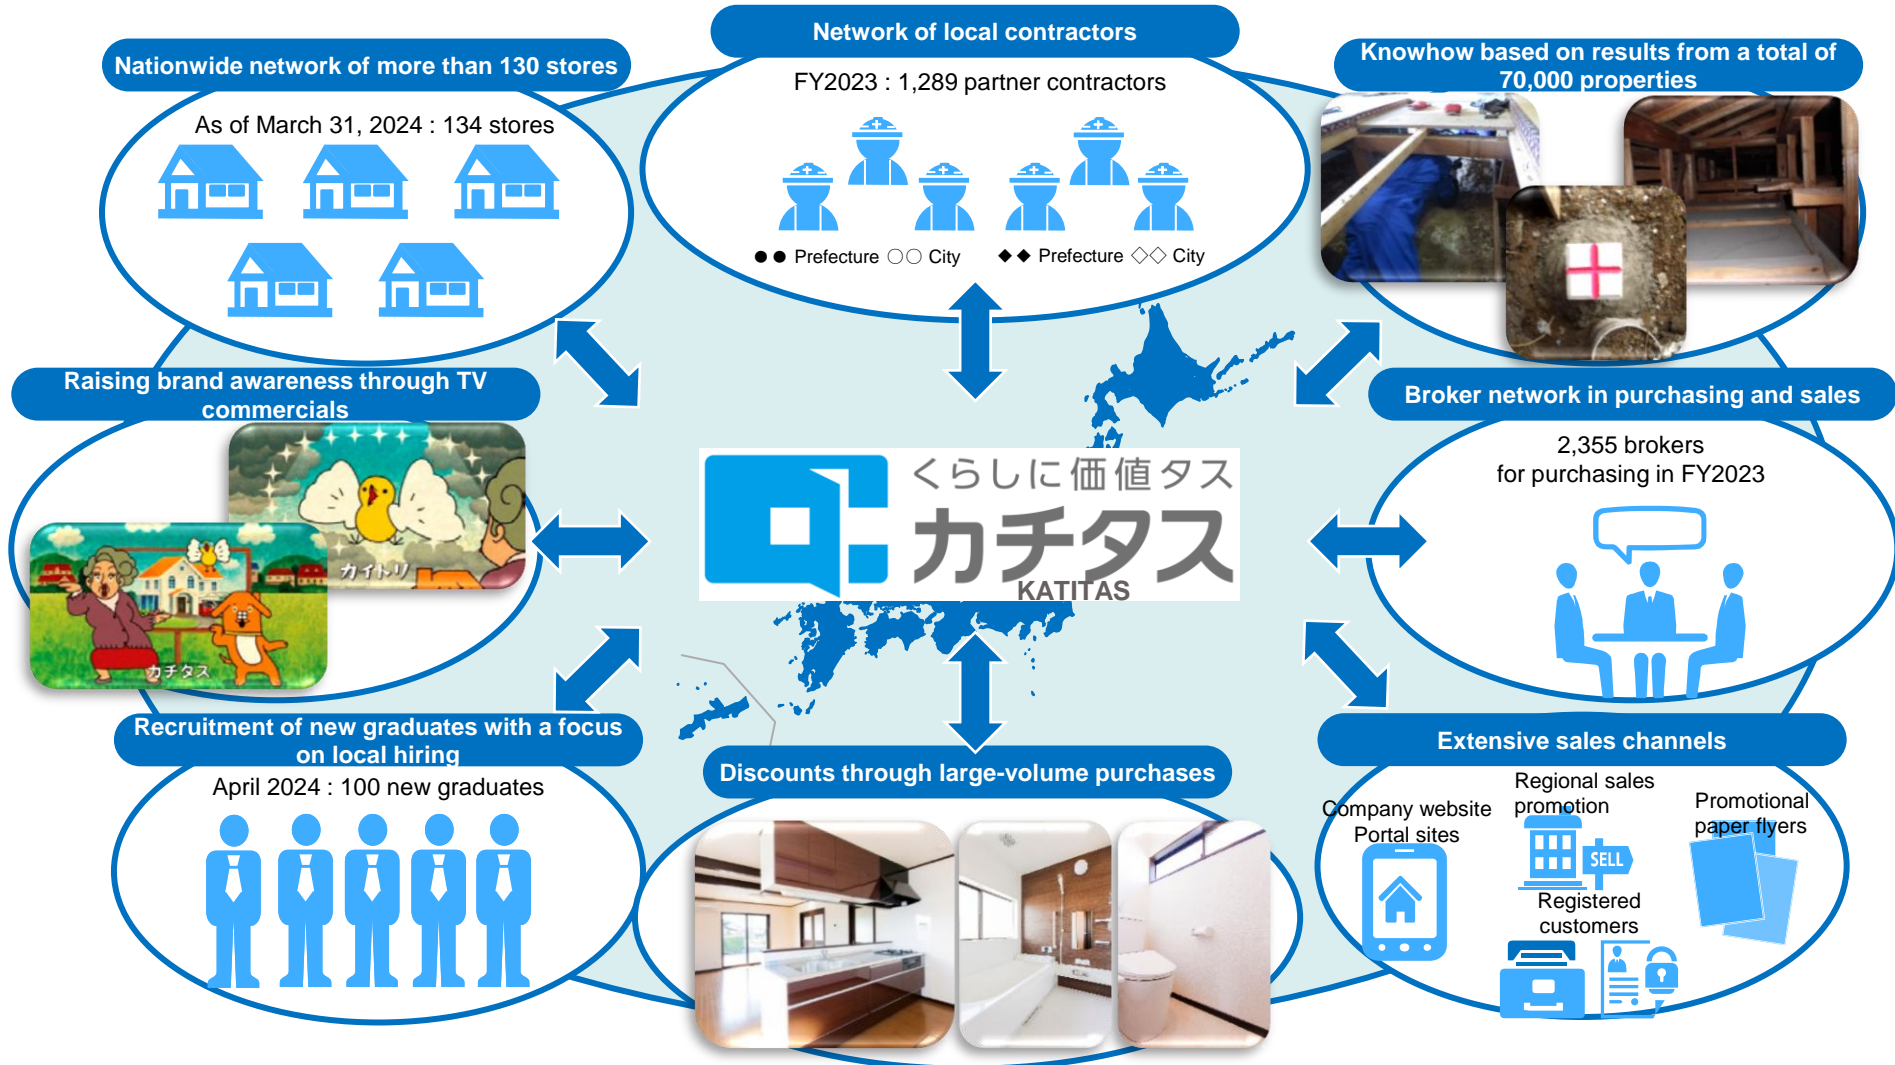 Network of local contractors
FY2023 : 1,289 partner contractors
●● Prefecture ○○ City
◆◆ Prefecture ◇◇ City
Nationwide network of more than 130 stores
As of March 31, 2024 : 134 stores
Knowhow based on results from a total of
70,000 properties
Raising brand awareness through TV
commercials
カイトリ
カチタス
くらしに価値タス
カチタス
KATITAS
Broker network in purchasing and sales
2,355 brokers
for purchasing in FY2023
Recruitment of new graduates with a focus
on local hiring
April 2024 : 100 new graduates
Discounts through large-volume purchases
Extensive sales channels
Company website
Portal sites
Regional sales
promotion
SELL
Promotional
paper flyers
Registered
customers